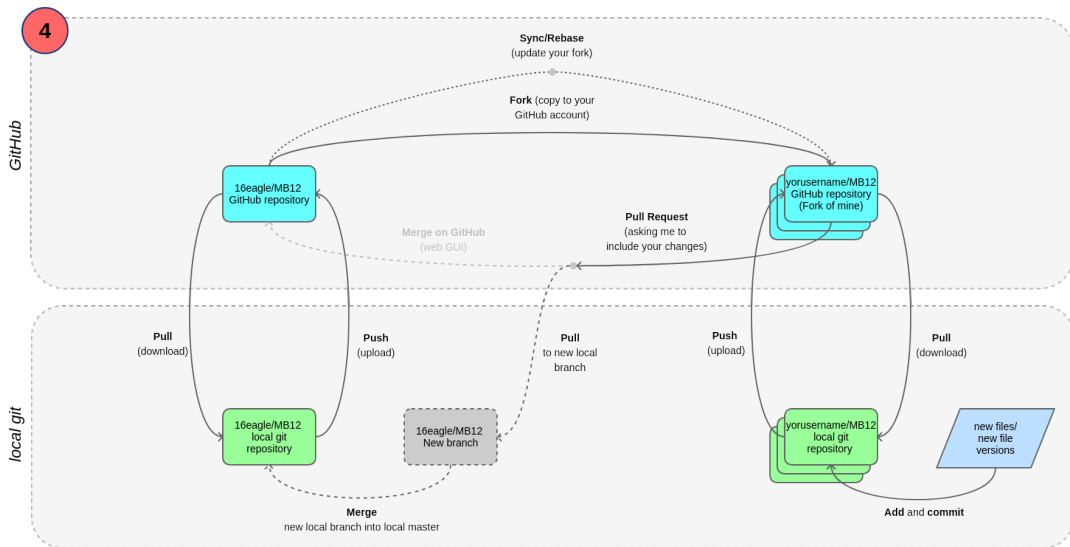 4
Sync/Rebase
(update your fork)
Fork (copy to your
GitHub account)
GitHub
16eagle/MB12
GitHub repository
yorusername/MB12
GitHub repository
(Fork of mine)
Merge on GitHub
(web GUI)
Pull Request
(asking me to
include your changes)
Pull
(download)
Push
(upload)
Pull
to new local
branch
Push
(upload)
Pull
(download)
local git
16eagle/MB12
local git
repository
16eagle/MB12
New branch
yorusername/MB12
local git
repository
new files/
new file
versions
Merge
new local branch into local master
Add and commit